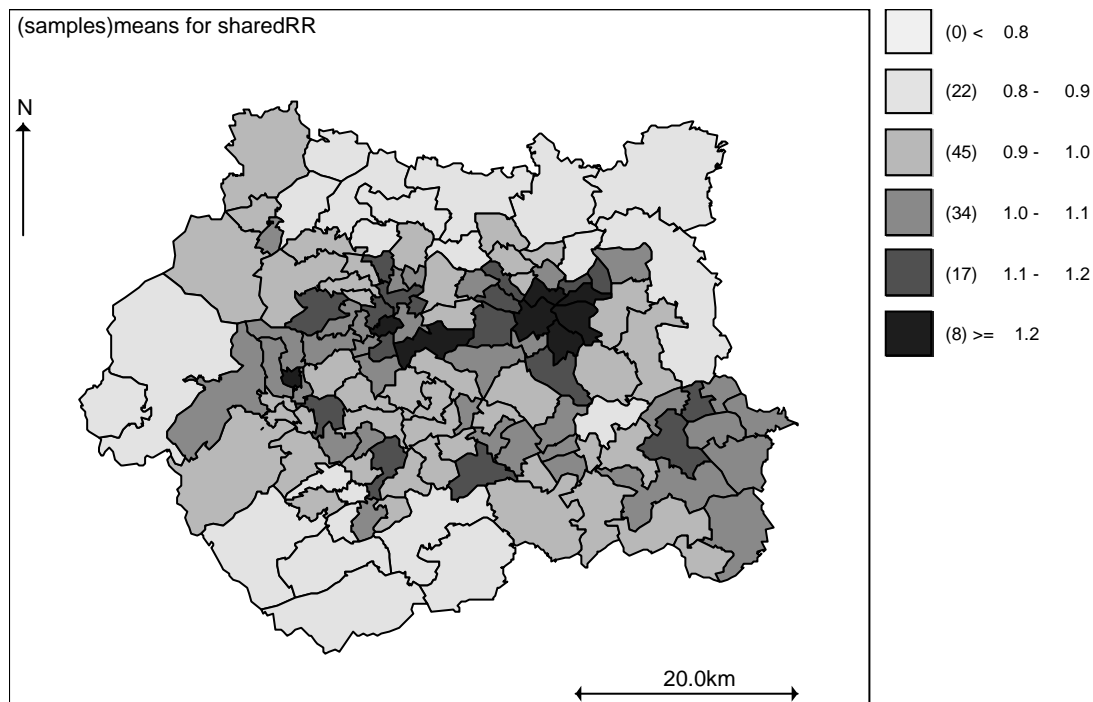 (samples)means for sharedRR
N
20.0km
(0) < 0.8
(22) 0.8 - 0.9
(45) 0.9 - 1.0
(34) 1.0 - 1.1
(17) 1.1 - 1.2
(8) >= 1.2